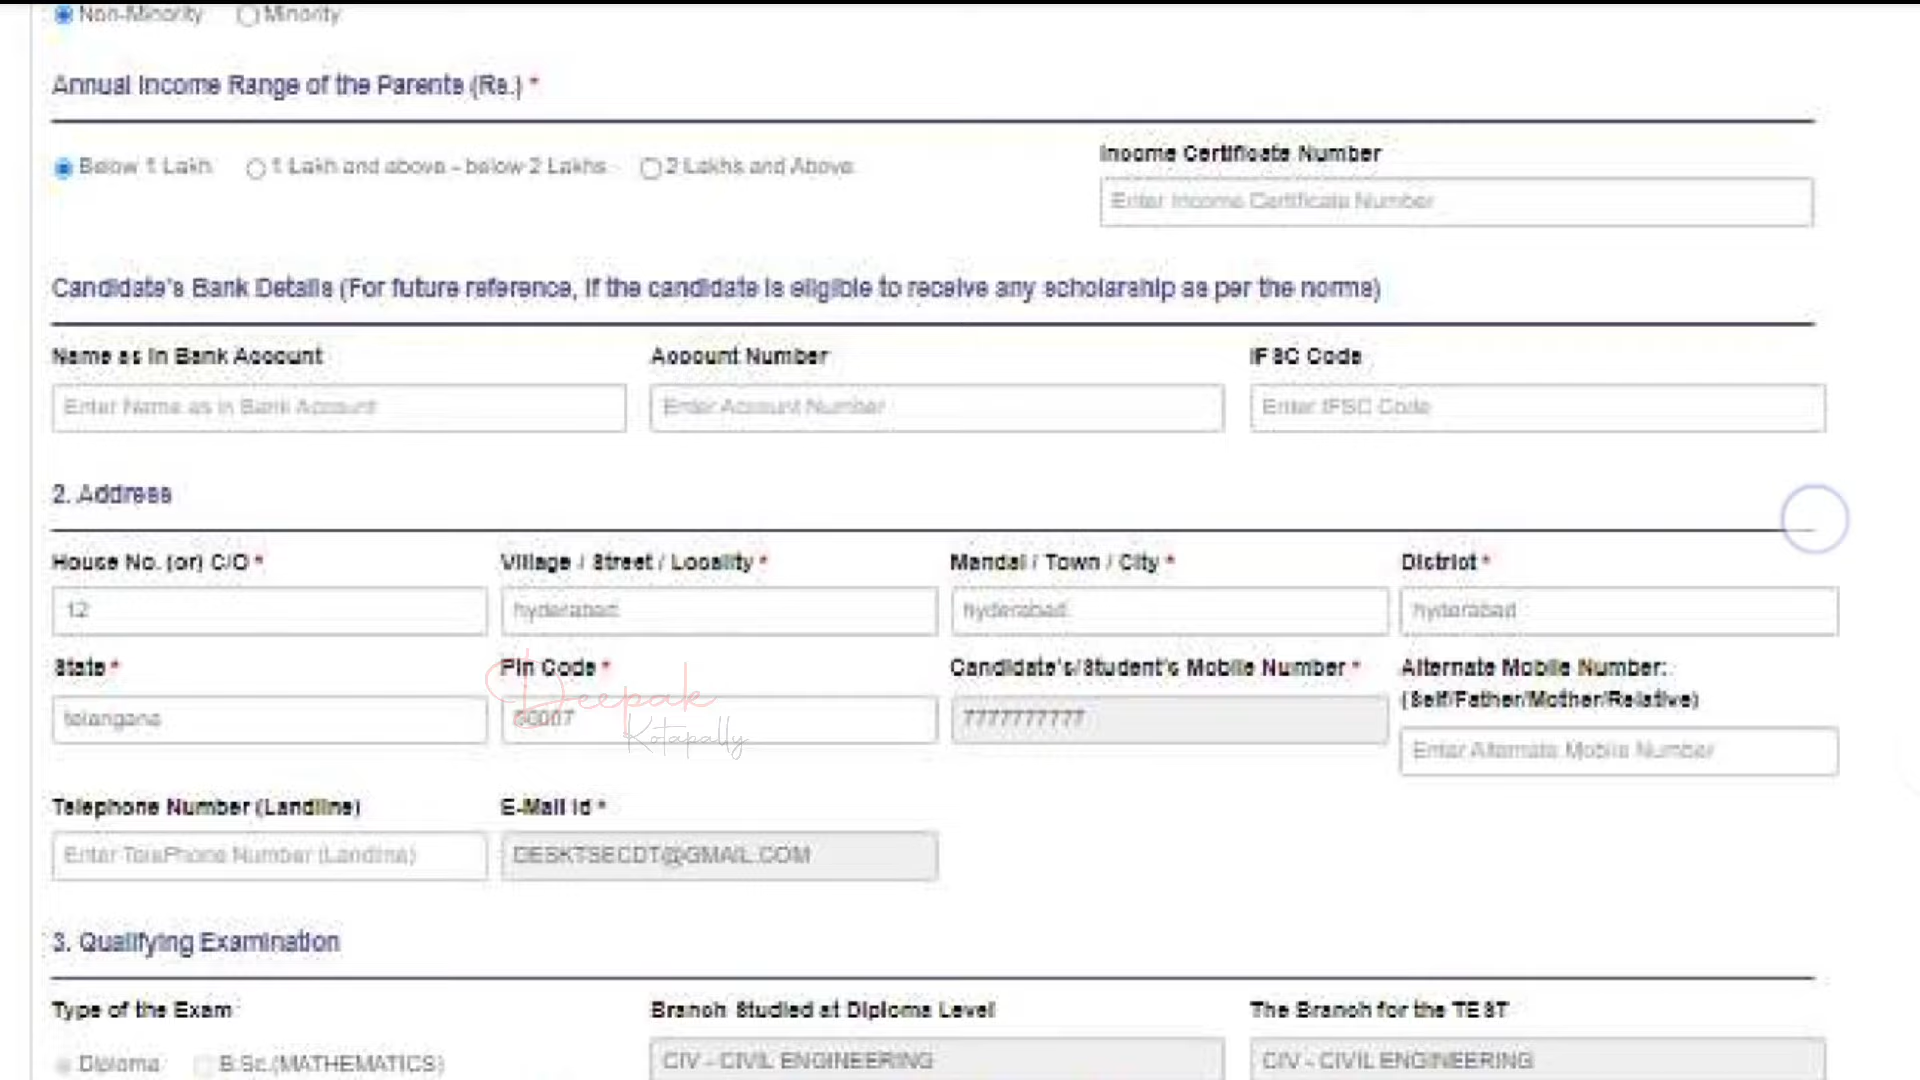 Non-Minority Minority
Annual Income Range of the Parents (Rs.) *
Below 1 Lakh 1 Lakh and above - below 2 Lakhs 2 Lakhs and Above
Income Certificate Number
Enter Income Certificate Number
Candidate's Bank Details (For future reference, if the candidate is eligible to receive any scholarship as per the norms)
Name as in Bank Account Account Number IFSC Code
Enter Name as in Bank Account Enter Account Number Enter IFSC Code
2. Address
House No. (or) C/O * Village / Street / Locality * Mandal / Town / City * District *
12 hyderabad hyderabad hyderabad
State * Pin Code * Candidate's/Student's Mobile Number * Alternate Mobile Number:
(Self/Father/Mother/Relative)
telangana 7777777777 Enter Alternate Mobile Number
Deepak
Kotapally
Telephone Number (Landline) E-Mail Id *
Enter TelePhone Number (Landline) DESKTSECDT@GMAIL.COM
3. Qualifying Examination
Type of the Exam Branch Studied at Diploma Level The Branch for the TEST
Diploma B.Sc.(MATHEMATICS) CIV - CIVIL ENGINEERING CIV - CIVIL ENGINEERING